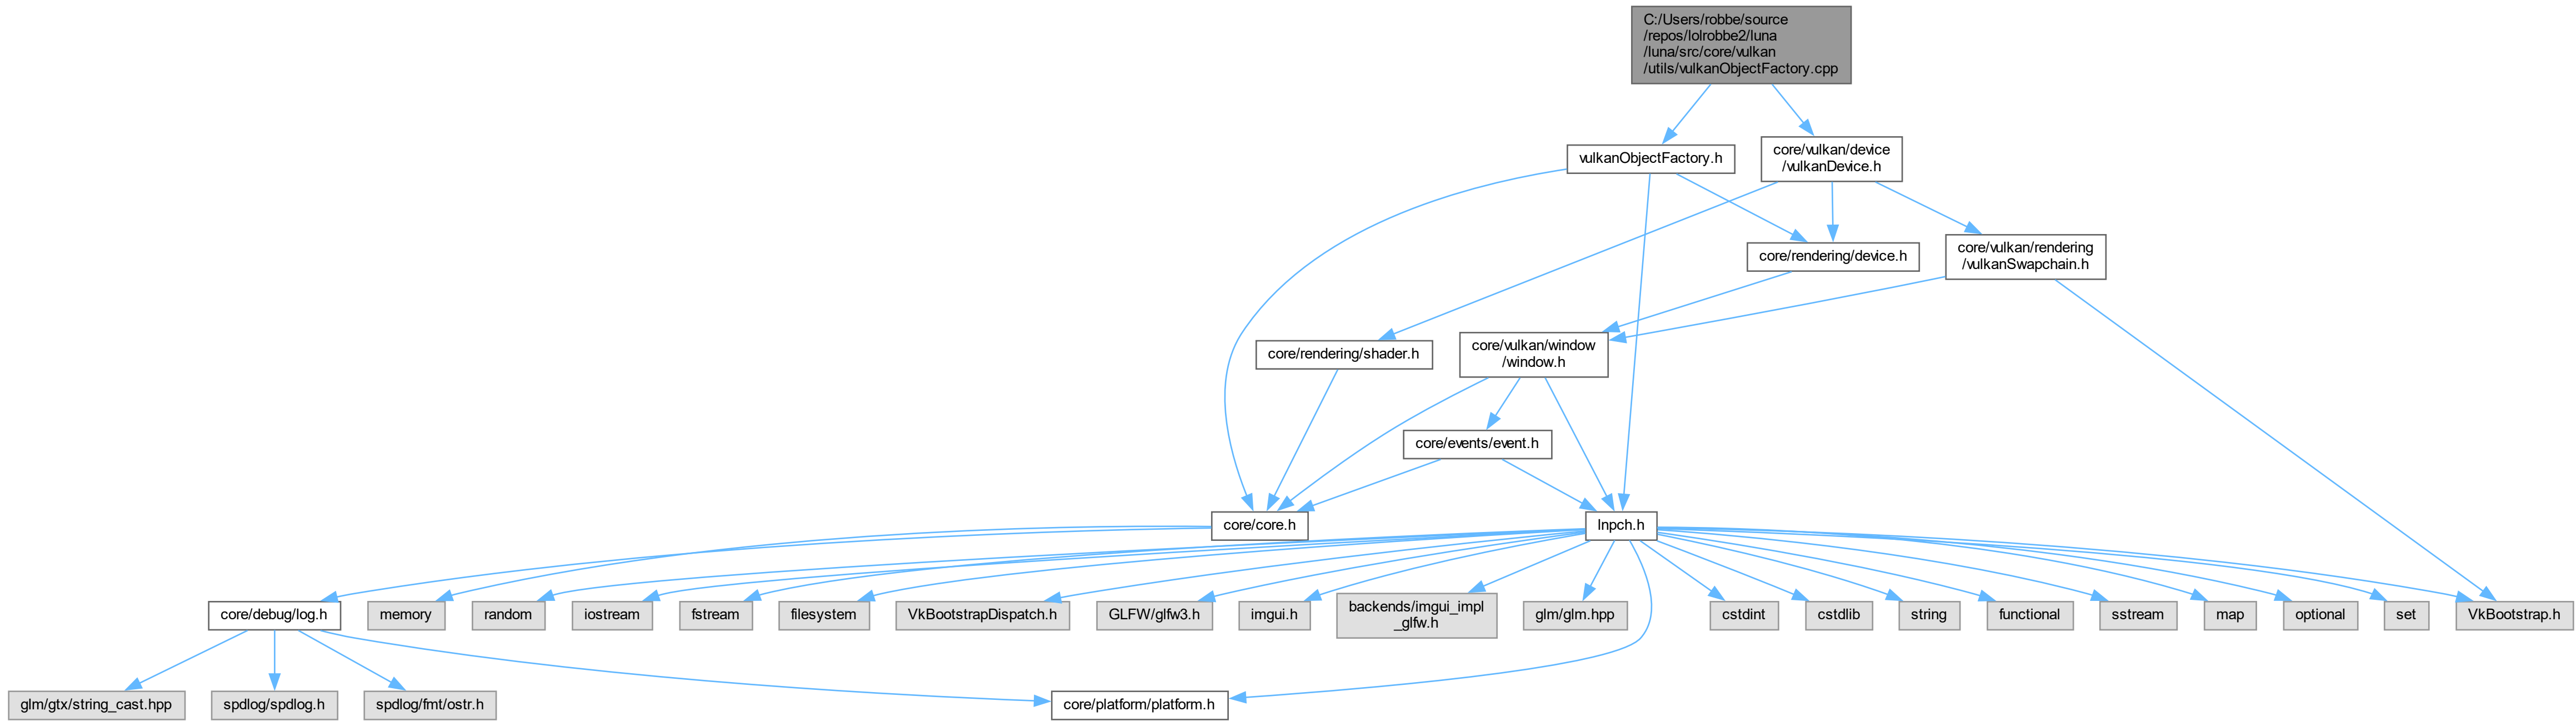 C:/Users/robbe/source
/repos/lolrobbe2/luna
/luna/src/core/vulkan
/utils/vulkanObjectFactory.cpp
vulkanObjectFactory.h
core/vulkan/device
/vulkanDevice.h
core/rendering/device.h
core/vulkan/rendering
/vulkanSwapchain.h
core/rendering/shader.h
core/vulkan/window
/window.h
core/events/event.h
core/core.h
lnpch.h
core/debug/log.h
memory
random
iostream
fstream
filesystem
VkBootstrapDispatch.h
GLFW/glfw3.h
imgui.h
backends/imgui_impl
_glfw.h
glm/glm.hpp
cstdint
cstdlib
string
functional
sstream
map
optional
set
VkBootstrap.h
glm/gtx/string_cast.hpp
spdlog/spdlog.h
spdlog/fmt/ostr.h
core/platform/platform.h